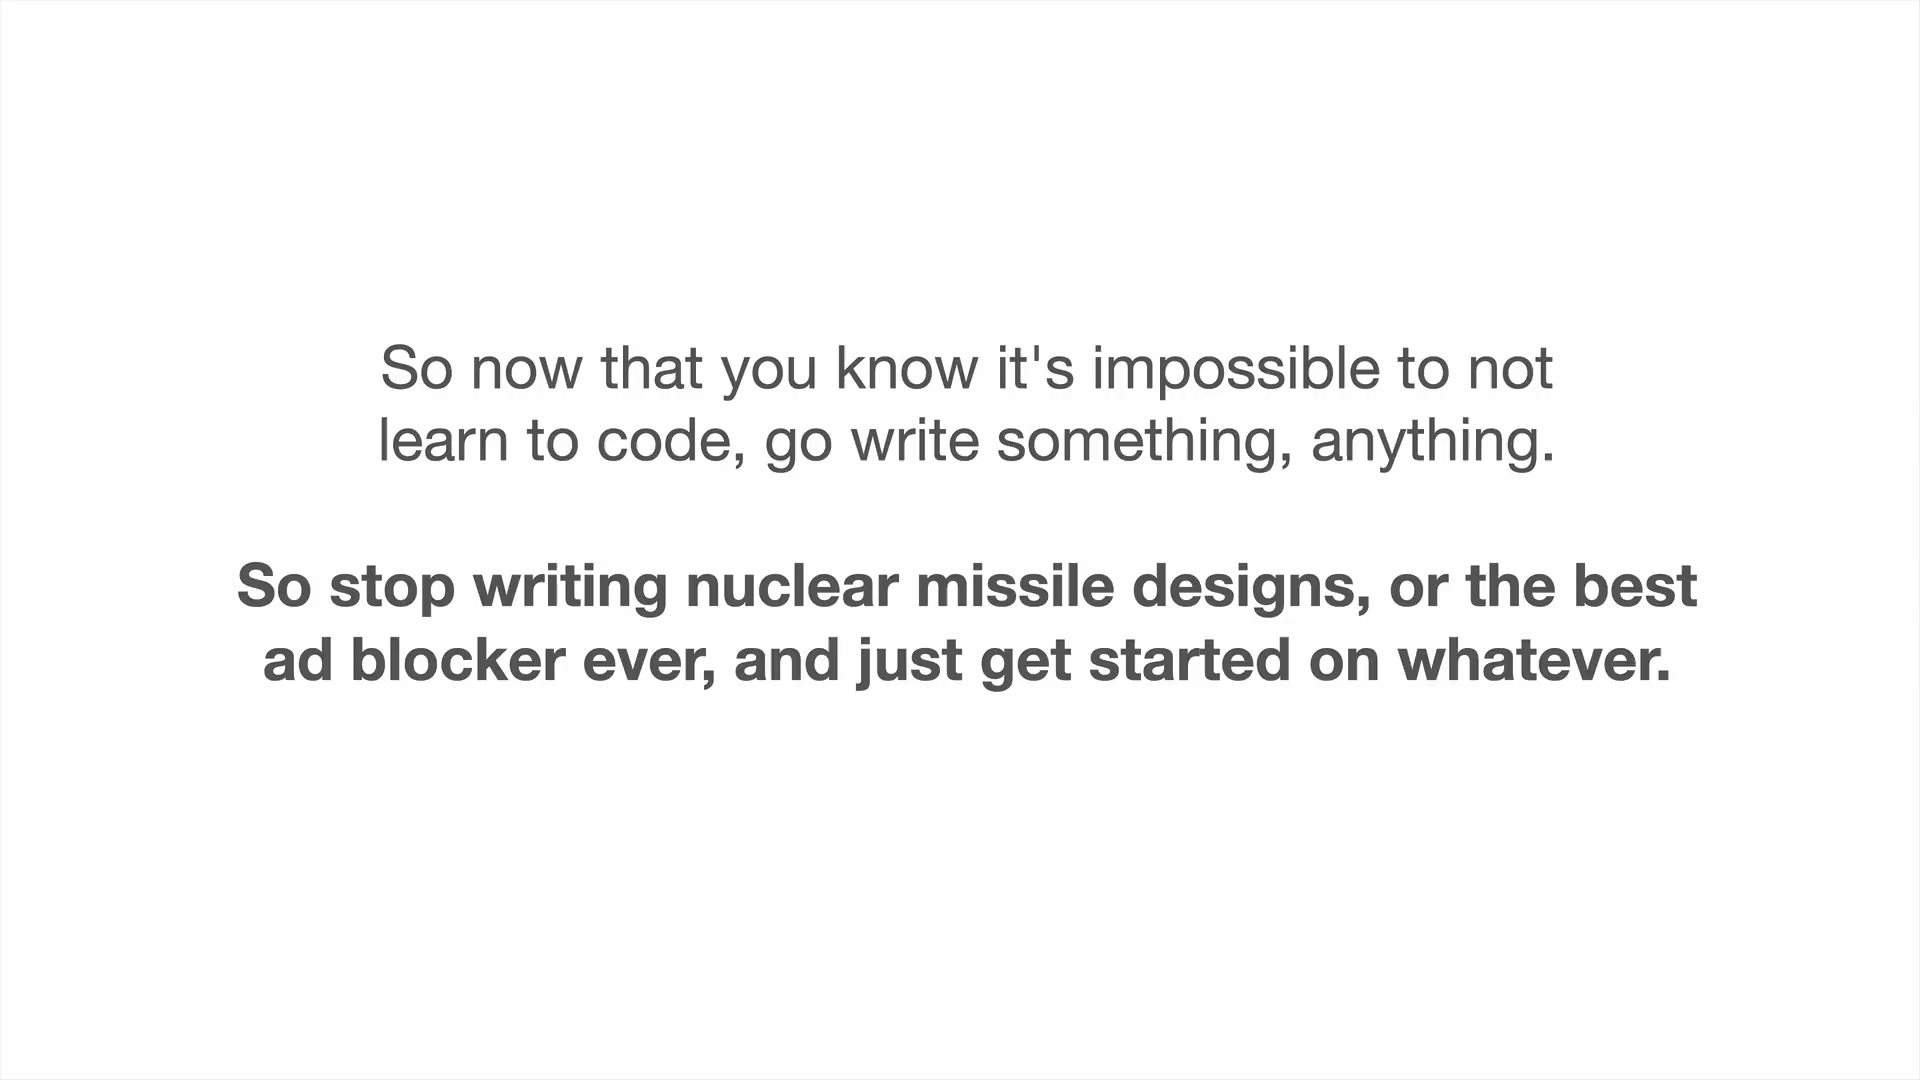 So now that you know it's impossible to not
learn to code, go write something, anything.
So stop writing nuclear missile designs, or the best
ad blocker ever, and just get started on whatever.